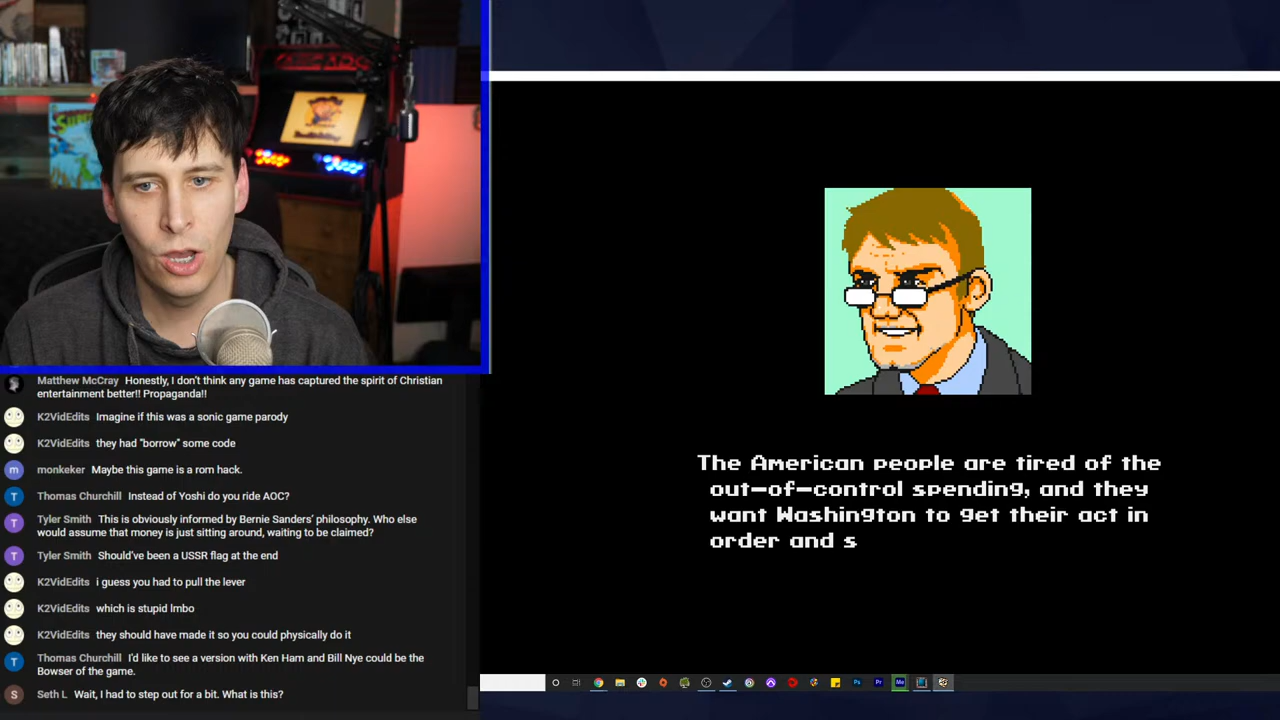 Matthew McCray Honestly, I don't think any game has captured the spirit of Christian
entertainment better!! Propaganda!!
K2VidEdits Imagine if this was a sonic game parody
K2VidEdits they had "borrow" some code
m monkeker Maybe this game is a rom hack.
T Thomas Churchill Instead of Yoshi do you ride AOC?
T Tyler Smith This is obviously informed by Bernie Sanders' philosophy. Who else
would assume that money is just sitting around, waiting to be claimed?
T Tyler Smith Should've been a USSR flag at the end
K2VidEdits i guess you had to pull the lever
K2VidEdits which is stupid lmbo
K2VidEdits they should have made it so you could physically do it
T Thomas Churchill I'd like to see a version with Ken Ham and Bill Nye could be the
Bowser of the game.
S Seth L Wait, I had to step out for a bit. What is this?
The American people are tired of the
out-of-control spending, and they
want Washington to get their act in
order and s
Ps
Pr
Me